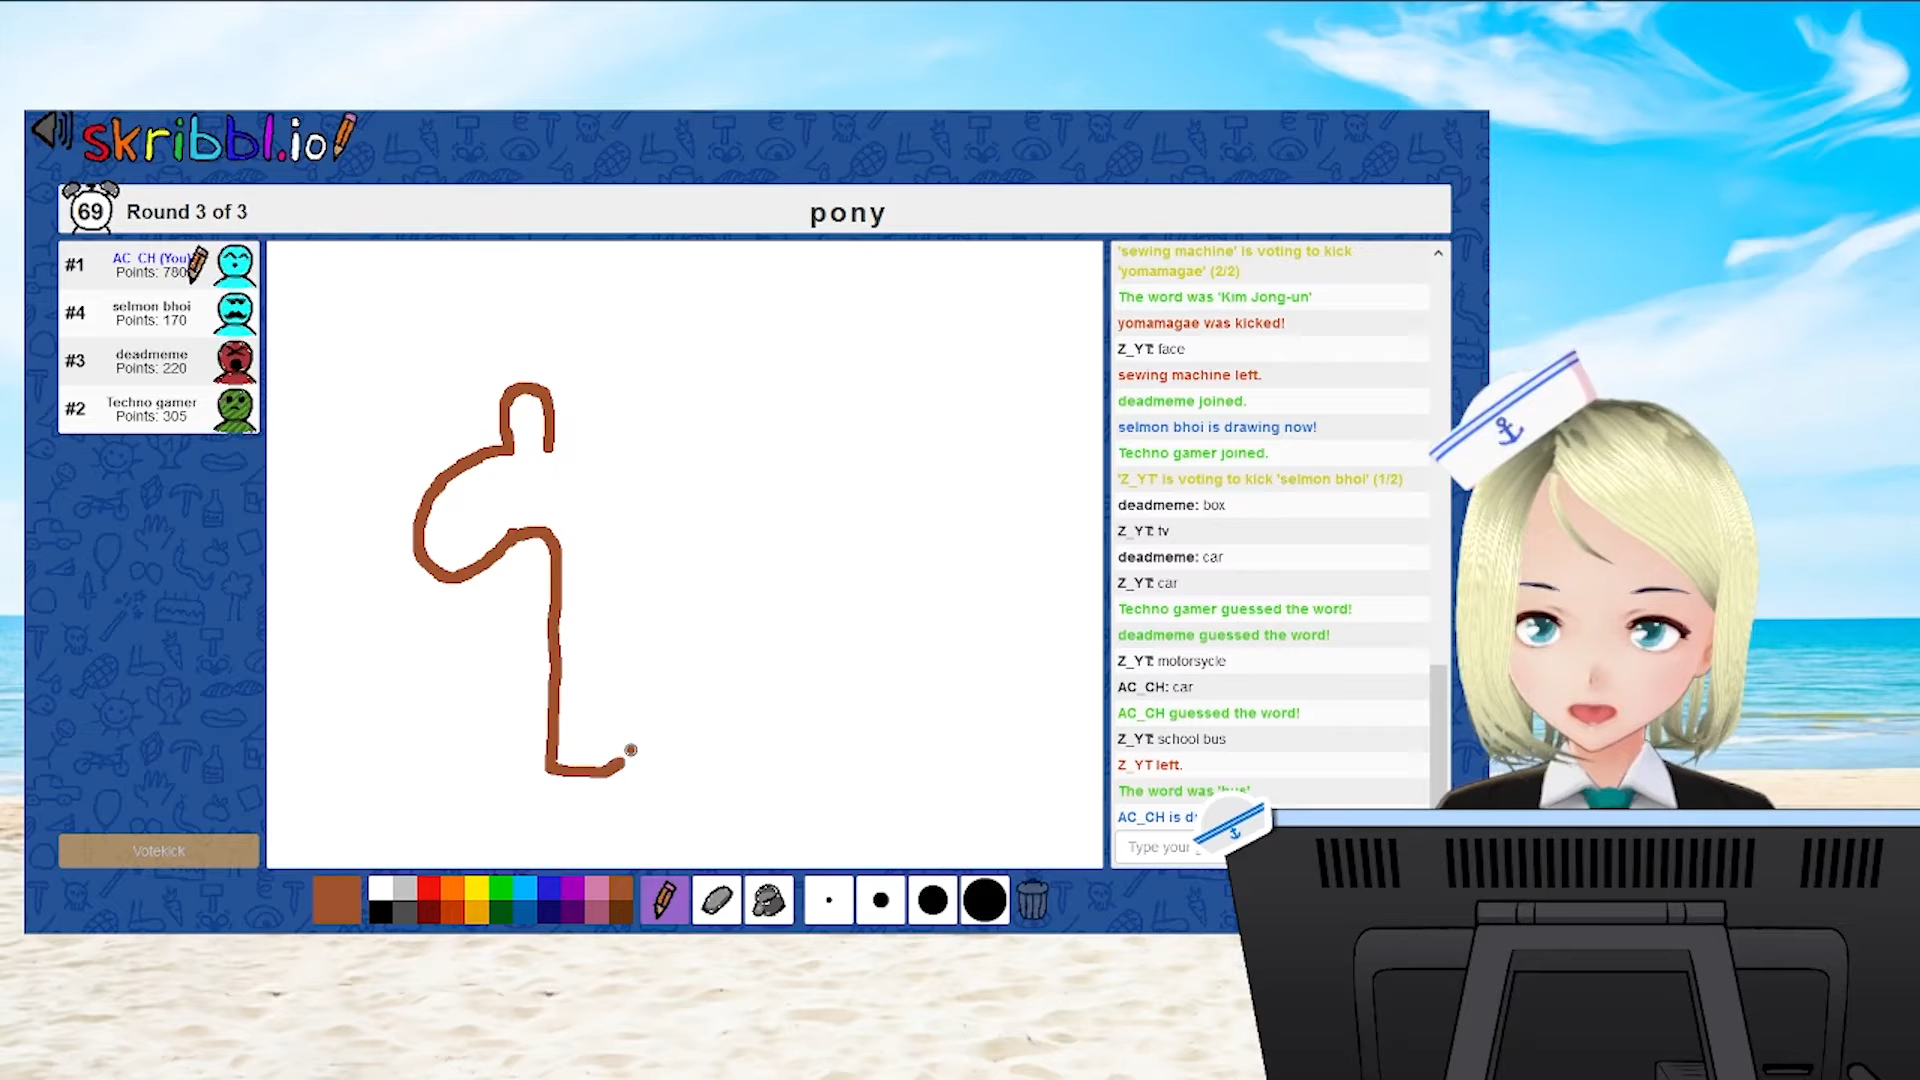 skribbl.io
69
Round 3 of 3
pony
#1
AC_CH (You)
Points: 780
#4
selmon bhoi
Points: 170
#3
deadmeme
Points: 220
#2
Techno gamer
Points: 305
Votekick
'sewing machine' is voting to kick
'yomamagae' (2/2)
The word was 'Kim Jong-un'
yomamagae was kicked!
Z_YT: face
sewing machine left.
deadmeme joined.
selmon bhoi is drawing now!
Techno gamer joined.
'Z_YT' is voting to kick 'selmon bhoi' (1/2)
deadmeme: box
Z_YT: tv
deadmeme: car
Z_YT: car
Techno gamer guessed the word!
deadmeme guessed the word!
Z_YT: motorsycle
AC_CH: car
AC_CH guessed the word!
Z_YT: school bus
Z_YT left.
The word was 'bus'
AC_CH is
Type your